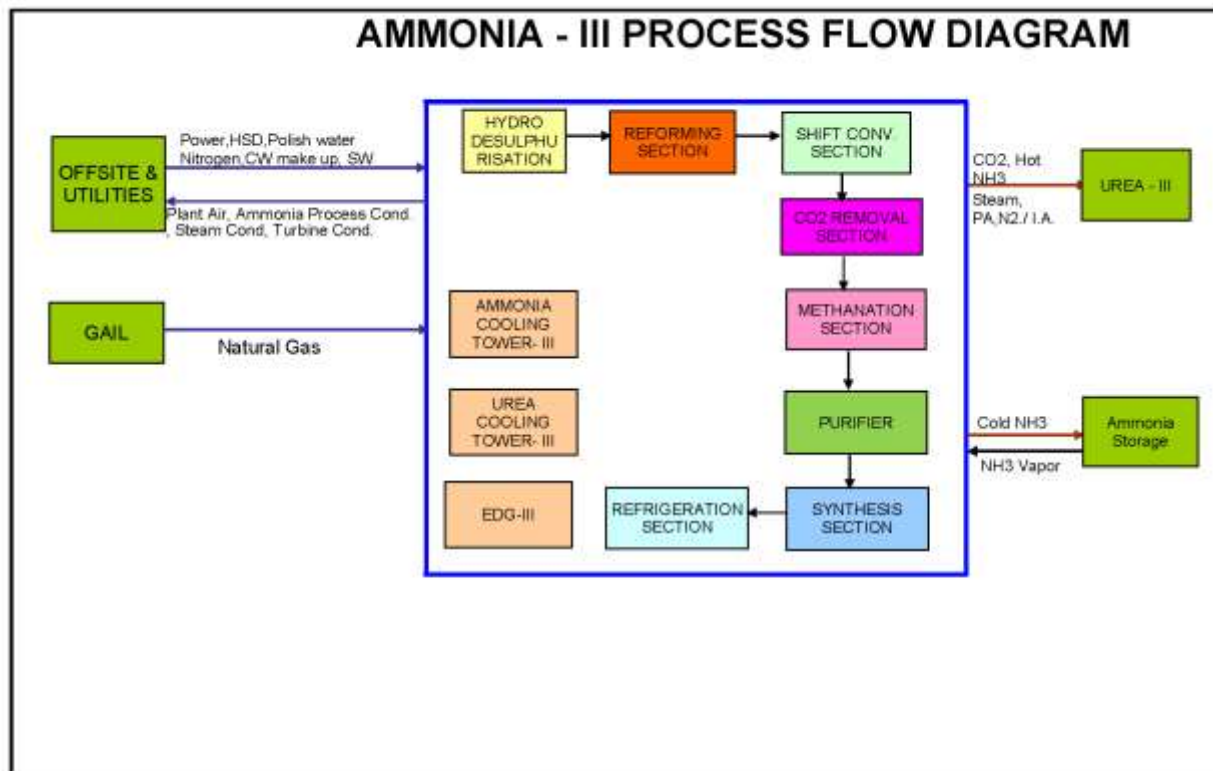 AMMONIA - III PROCESS FLOW DIAGRAM
OFFSITE &
UTILITIES
Power,HSD,Polish water
Nitrogen,CW make up, SW
Plant Air, Ammonia Process Cond.
, Steam Cond, Turbine Cond.
GAIL
Natural Gas
HYDRO
DESULPHU
RISATION
REFORMING
SECTION
SHIFT CONV.
SECTION
CO2 REMOVAL
SECTION
AMMONIA
COOLING
TOWER- III
METHANATION
SECTION
UREA
COOLING
TOWER- III
PURIFIER
EDG-III
REFRIGERATION
SECTION
SYNTHESIS
SECTION
CO2, Hot
NH3
Steam,
PA,N2./ I.A.
UREA - III
Cold NH3
NH3 Vapor
Ammonia
Storage